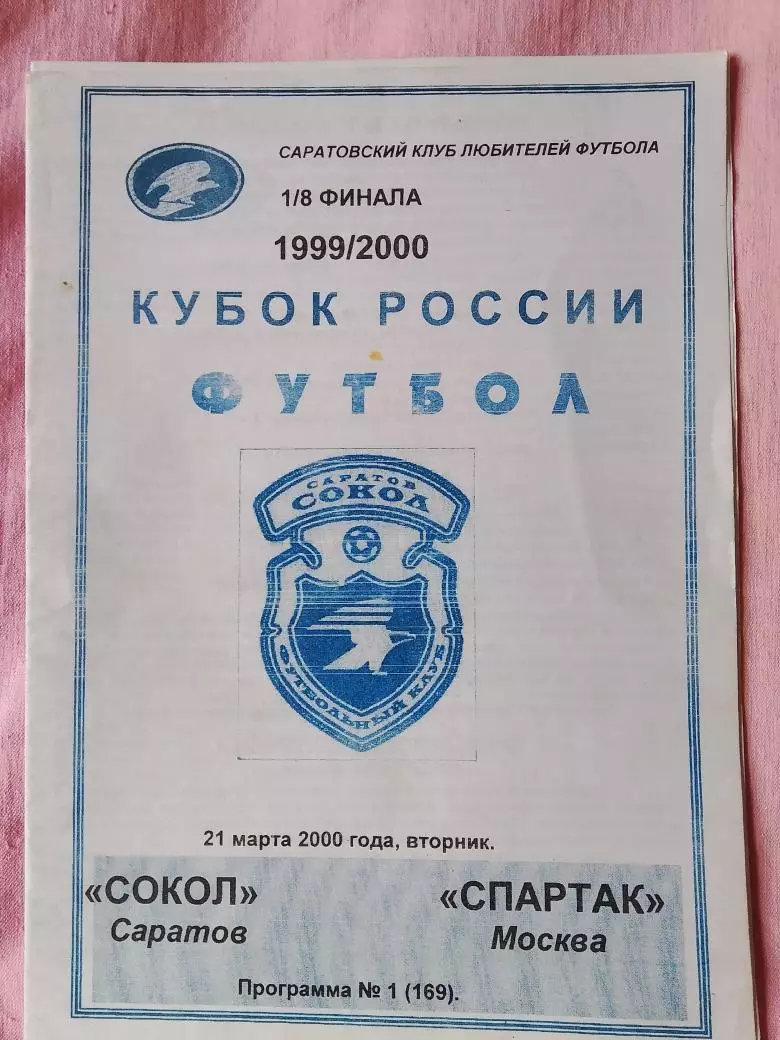 САРАТОВСКИЙ КЛУБ ЛЮБИТЕЛЕЙ ФУТБОЛА
1/8 ФИНАЛА
1999/2000
КУБОК РОССИИ
ФУТБОЛ
САРАТОВ
СОКОЛ
ФУТБОЛЬНЫЙ КЛУБ
21 марта 2000 года, вторник.
«СОКОЛ» «СПАРТАК»
Саратов Москва
Программа № 1 (169).